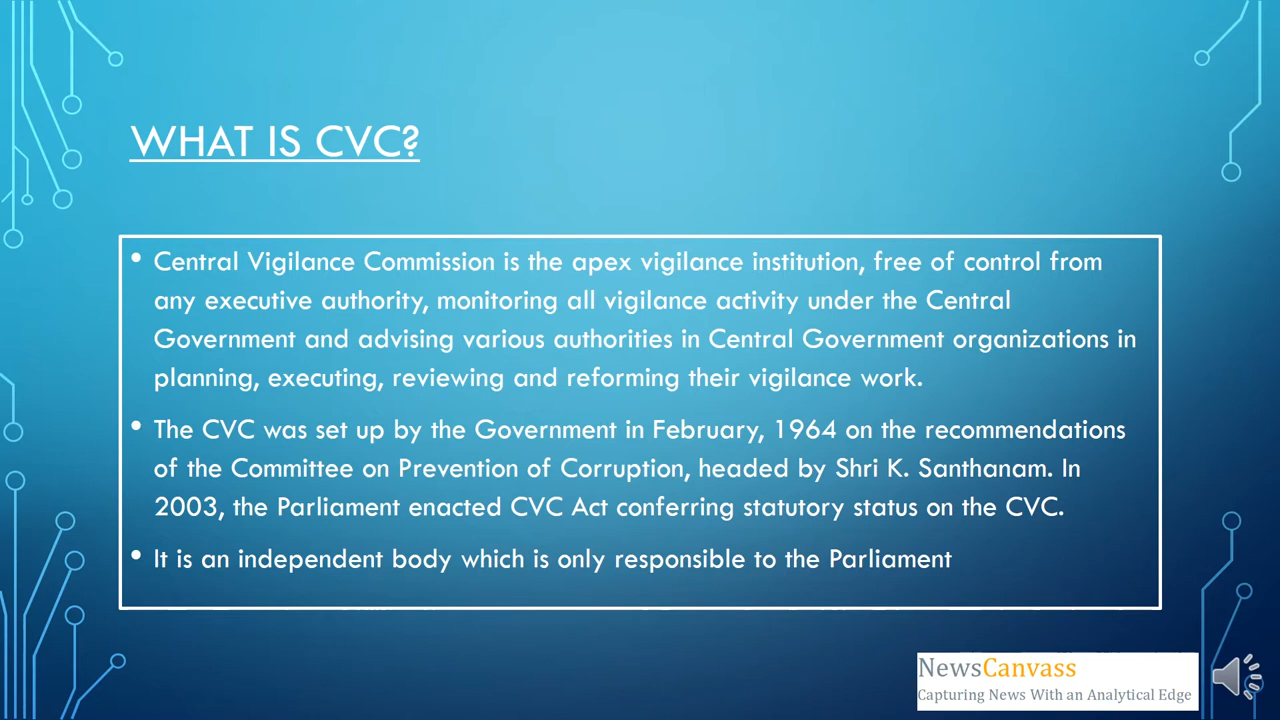 WHAT IS CVC?
• Central Vigilance Commission is the apex vigilance institution, free of control from
any executive authority, monitoring all vigilance activity under the Central
Government and advising various authorities in Central Government organizations in
planning, executing, reviewing and reforming their vigilance work.
• The CVC was set up by the Government in February, 1964 on the recommendations
of the Committee on Prevention of Corruption, headed by Shri K. Santhanam. In
2003, the Parliament enacted CVC Act conferring statutory status on the CVC.
• It is an independent body which is only responsible to the Parliament
NewsCanvass
Capturing News With an Analytical Edge